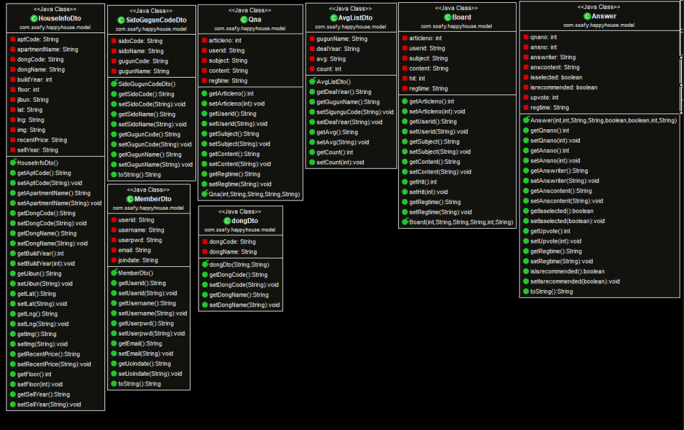 <<Java Class>>
HouseInfoDto
com.ssafy.happyhouse.model
aptCode: String
apartmentName: String
dongCode: String
dongName: String
buildYear: int
floor: int
jibun: String
lat: String
lng: String
img: String
recentPrice: String
sellYear: String
HouseInfoDto()
getAptCode():String
setAptCode(String):void
getApartmentName():String
setApartmentName(String):void
getDongCode():String
setDongCode(String):void
getDongName():String
setDongName(String):void
getBuildYear():int
setBuildYear(int):void
getJibun():String
setJibun(String):void
getLat():String
setLat(String):void
getLng():String
setLng(String):void
getImg():String
setImg(String):void
getRecentPrice():String
setRecentPrice(String):void
getFloor():int
setFloor(int):void
getSellYear():String
setSellYear(String):void
<<Java Class>>
SidoGugunCodeDto
com.ssafy.happyhouse.model
sidoCode: String
sidoName: String
gugunCode: String
gugunName: String
SidoGugunCodeDto()
getSidoCode():String
setSidoCode(String):void
getSidoName():String
setSidoName(String):void
getGugunCode():String
setGugunCode(String):void
getGugunName():String
setGugunName(String):void
toString():String
<<Java Class>>
MemberDto
com.ssafy.happyhouse.model
userid: String
username: String
userpwd: String
email: String
joindate: String
MemberDto()
getUserid():String
setUserid(String):void
getUsername():String
setUsername(String):void
getUserpwd():String
setUserpwd(String):void
getEmail():String
setEmail(String):void
getJoindate():String
setJoindate(String):void
toString():String
<<Java Class>>
Qna
com.ssafy.happyhouse.model
articleno: int
userid: String
subject: String
content: String
regtime: String
getArticleno():int
setArticleno(int):void
getUserid():String
setUserid(String):void
getSubject():String
setSubject(String):void
getContent():String
setContent(String):void
getRegtime():String
setRegtime(String):void
Qna(int,String,String,String,String)
<<Java Class>>
dongDto
com.ssafy.happyhouse.model
dongCode: String
dongName: String
dongDto(String,String)
getDongCode():String
setDongCode(String):void
getDongName():String
setDongName(String):void
<<Java Class>>
AvgListDto
com.ssafy.happyhouse.model
gugunName: String
dealYear: String
avg: String
count: int
AvgListDto()
getDealYear():String
getGugunName():String
setSigunguCode(String):void
setDealYear(String):void
getAvg():String
setAvg(String):void
getCount():int
setCount(int):void
<<Java Class>>
Board
com.ssafy.happyhouse.model
articleno: int
userid: String
subject: String
content: String
hit: int
regtime: String
getArticleno():int
setArticleno(int):void
getUserid():String
setUserid(String):void
getSubject():String
setSubject(String):void
getContent():String
setContent(String):void
getHit():int
setHit(int):void
getRegtime():String
setRegtime(String):void
Board(int,String,String,String,int,String)
<<Java Class>>
Answer
com.ssafy.happyhouse.model
qnano: int
ansno: int
answriter: String
anscontent: String
isselected: boolean
isrecommended: boolean
upvote: int
regtime: String
Answer(int,int,String,String,boolean,boolean,int,String)
getQnano():int
setQnano(int):void
getAnsno():int
setAnsno(int):void
getAnswriter():String
setAnswriter(String):void
getAnscontent():String
setAnscontent(String):void
getIsselected():boolean
setIsselected(boolean):void
getUpvote():int
setUpvote(int):void
getRegtime():String
setRegtime(String):void
isIsrecommended():boolean
setIsrecommended(boolean):void
toString():String